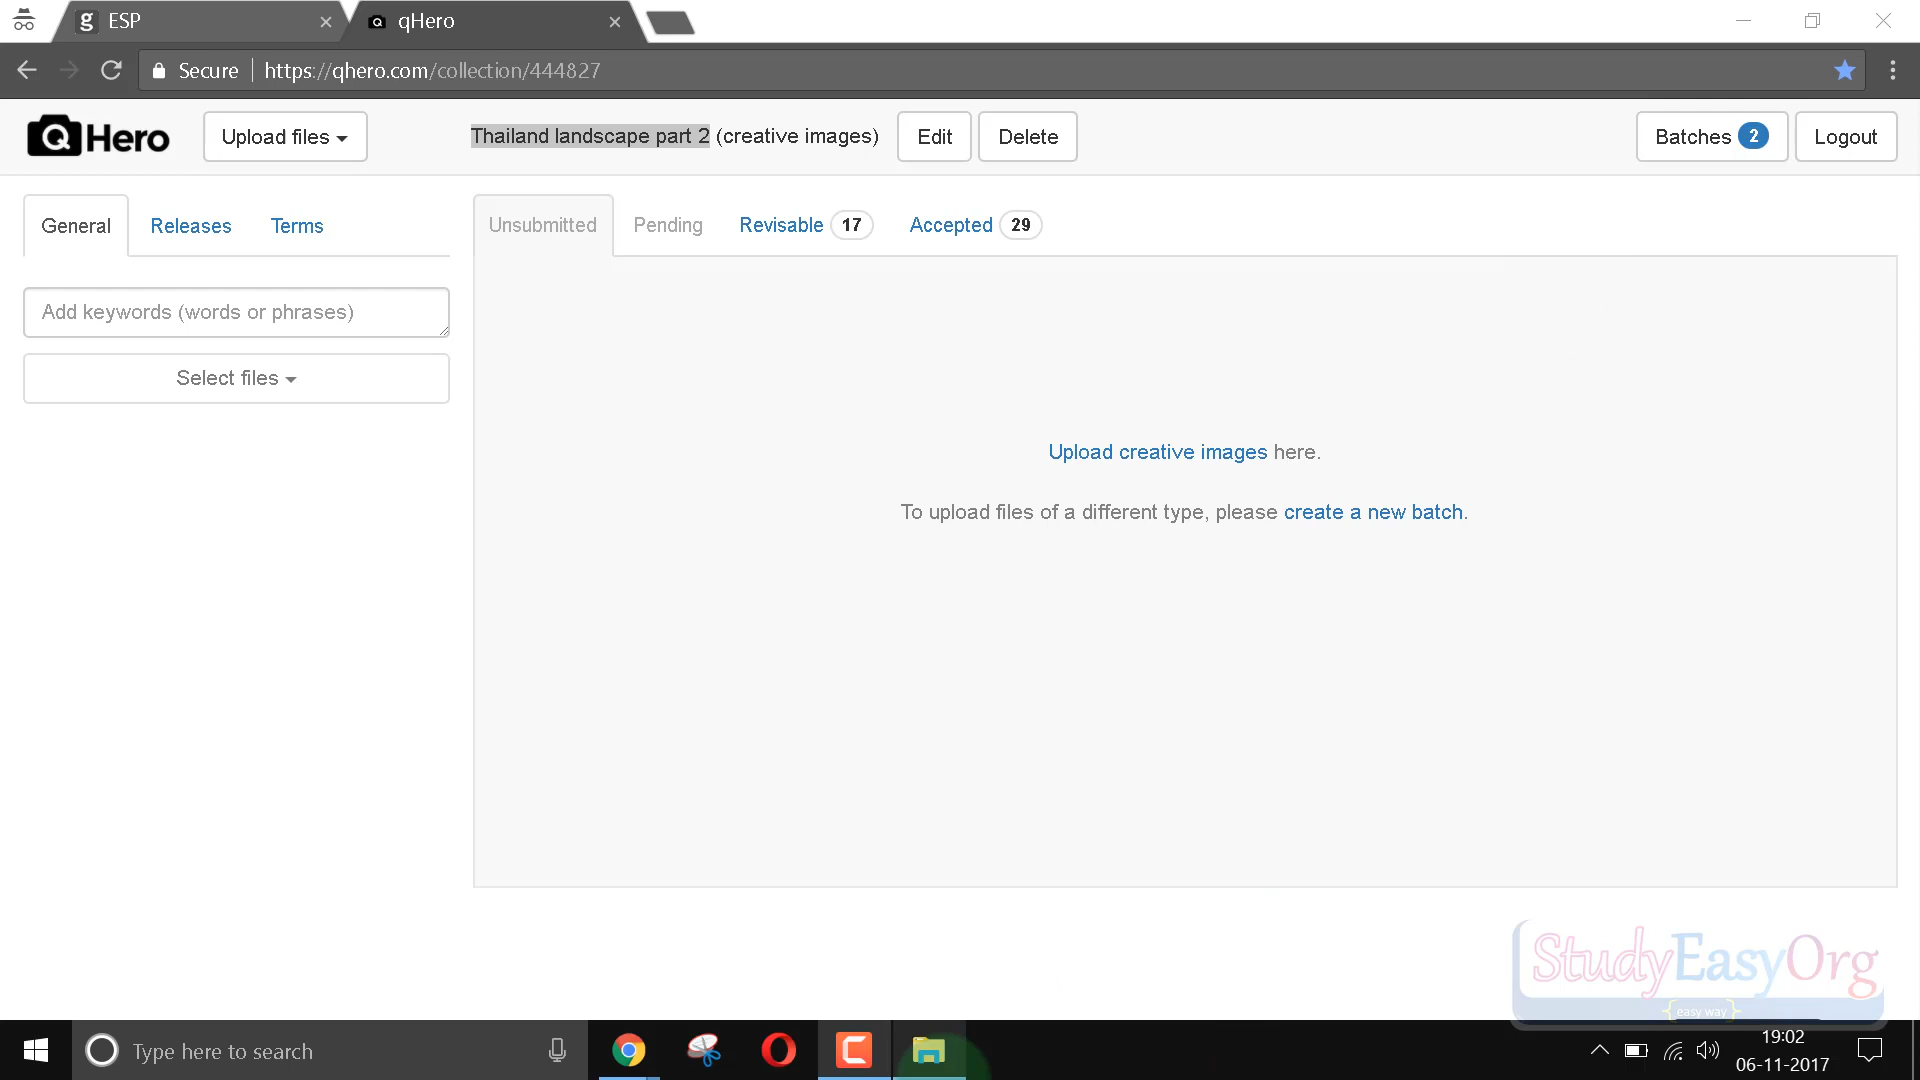 ESP
qHero
Secure
https://qhero.com/collection/444827
QHero
Upload files
Thailand landscape part 2 (creative images)
Edit
Delete
Batches 2
Logout
General
Releases
Terms
Unsubmitted
Pending
Revisable 17
Accepted 29
Add keywords (words or phrases)
Select files
Upload creative images here.
To upload files of a different type, please create a new batch.
StudyEasyOrg
{easy way}
Type here to search
19:02
06-11-2017